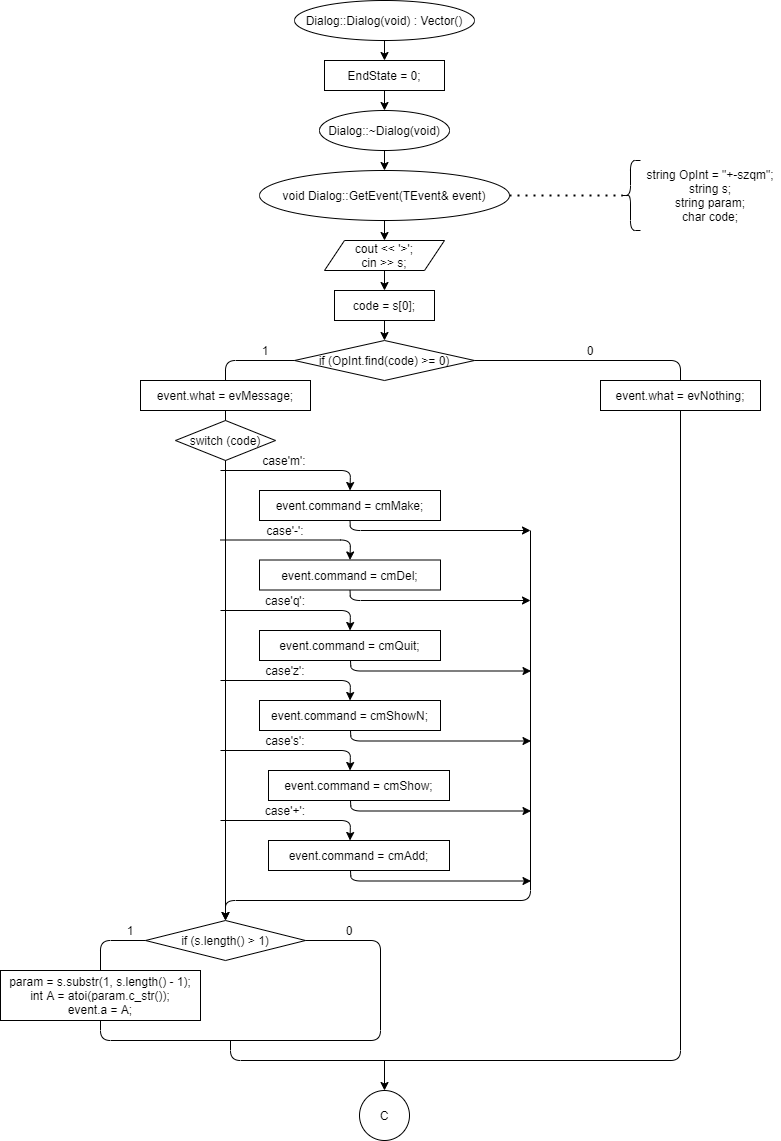 Dialog::Dialog(void) : Vector()
EndState = 0;
Dialog::~Dialog(void)
void Dialog::GetEvent(TEvent& event)
string OpInt = "+-szqm";
string s;
string param;
char code;
cout << '>';
cin >> s;
code = s[0];
if (OpInt.find(code) >= 0)
1
0
event.what = evMessage;
event.what = evNothing;
switch (code)
case'm':
event.command = cmMake;
case'-':
event.command = cmDel;
case'q':
event.command = cmQuit;
case'z':
event.command = cmShowN;
case's':
event.command = cmShow;
case'+':
event.command = cmAdd;
if (s.length() > 1)
1
0
param = s.substr(1, s.length() - 1);
int A = atoi(param.c_str());
event.a = A;
C